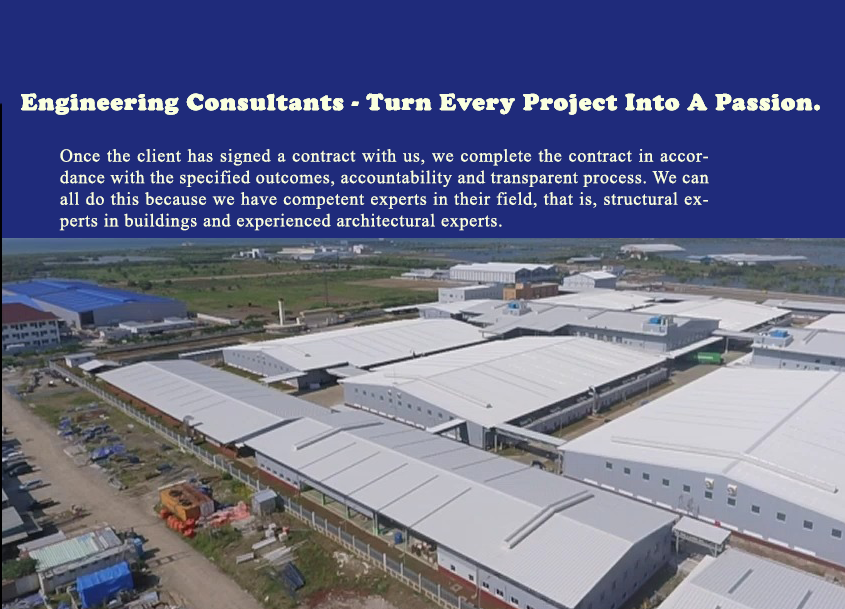 Engineering Consultants - Turn Every Project Into A Passion.
Once the client has signed a contract with us, we complete the contract in accor-
dance with the specified outcomes, accountability and transparent process. We can
all do this because we have competent experts in their field, that is, structural ex-
perts in buildings and experienced architectural experts.